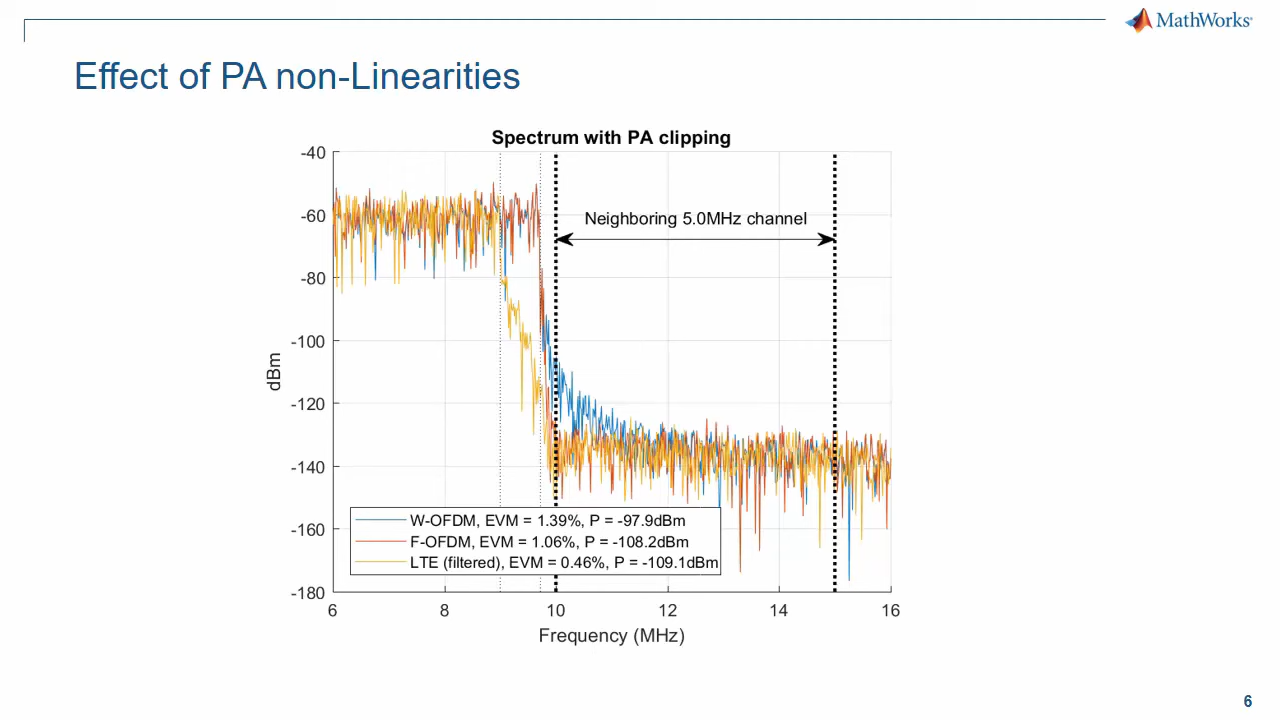 MathWorks
Effect of PA non-Linearities
Spectrum with PA clipping
-40
-60
-80
-100
-120
-140
-160
-180
dBm
Neighboring 5.0MHz channel
W-OFDM, EVM = 1.39%, P = -97.9dBm
F-OFDM, EVM = 1.06%, P = -108.2dBm
LTE (filtered), EVM = 0.46%, P = -109.1dBm
6 8 10 12 14 16
Frequency (MHz)
6